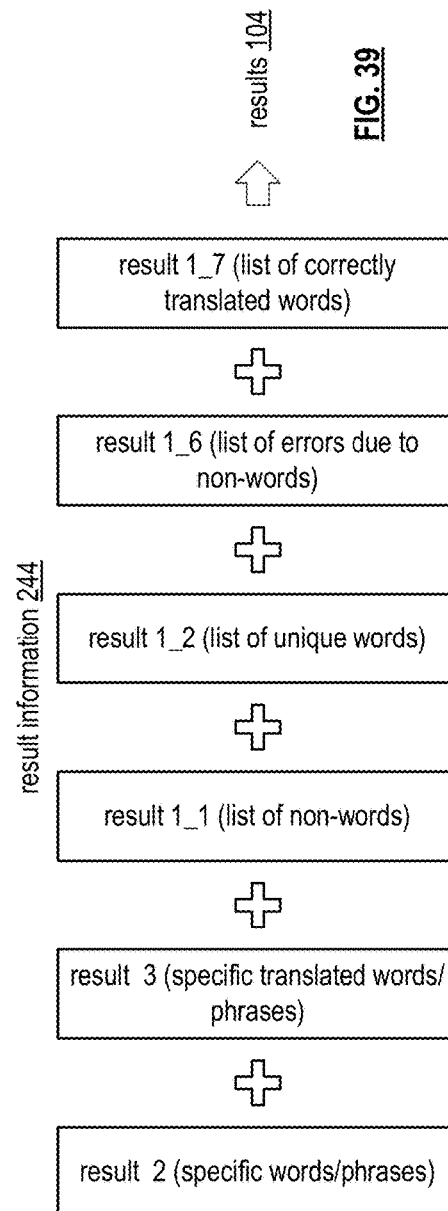 results 104
FIG. 39
result 1_7 (list of correctly
translated words)
result 1_6 (list of errors due to
non-words)
result information 244
result 1_2 (list of unique words)
result 1_1 (list of non-words)
result 3 (specific translated words/
phrases)
result 2 (specific words/phrases)